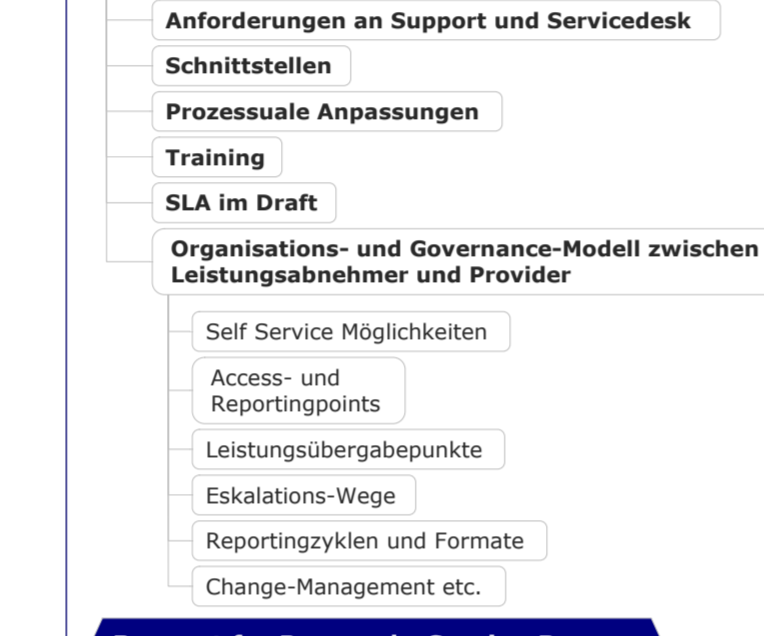 Anforderungen an Support und Servicedesk
Schnittstellen
Prozessuale Anpassungen
Training
SLA im Draft
Organisations- und Governance-Modell zwischen
Leistungsabnehmer und Provider
Self Service Möglichkeiten
Access- und
Reportingpoints
Leistungsübergabepunkte
Eskalations-Wege
Reportingzyklen und Formate
Change-Management etc.